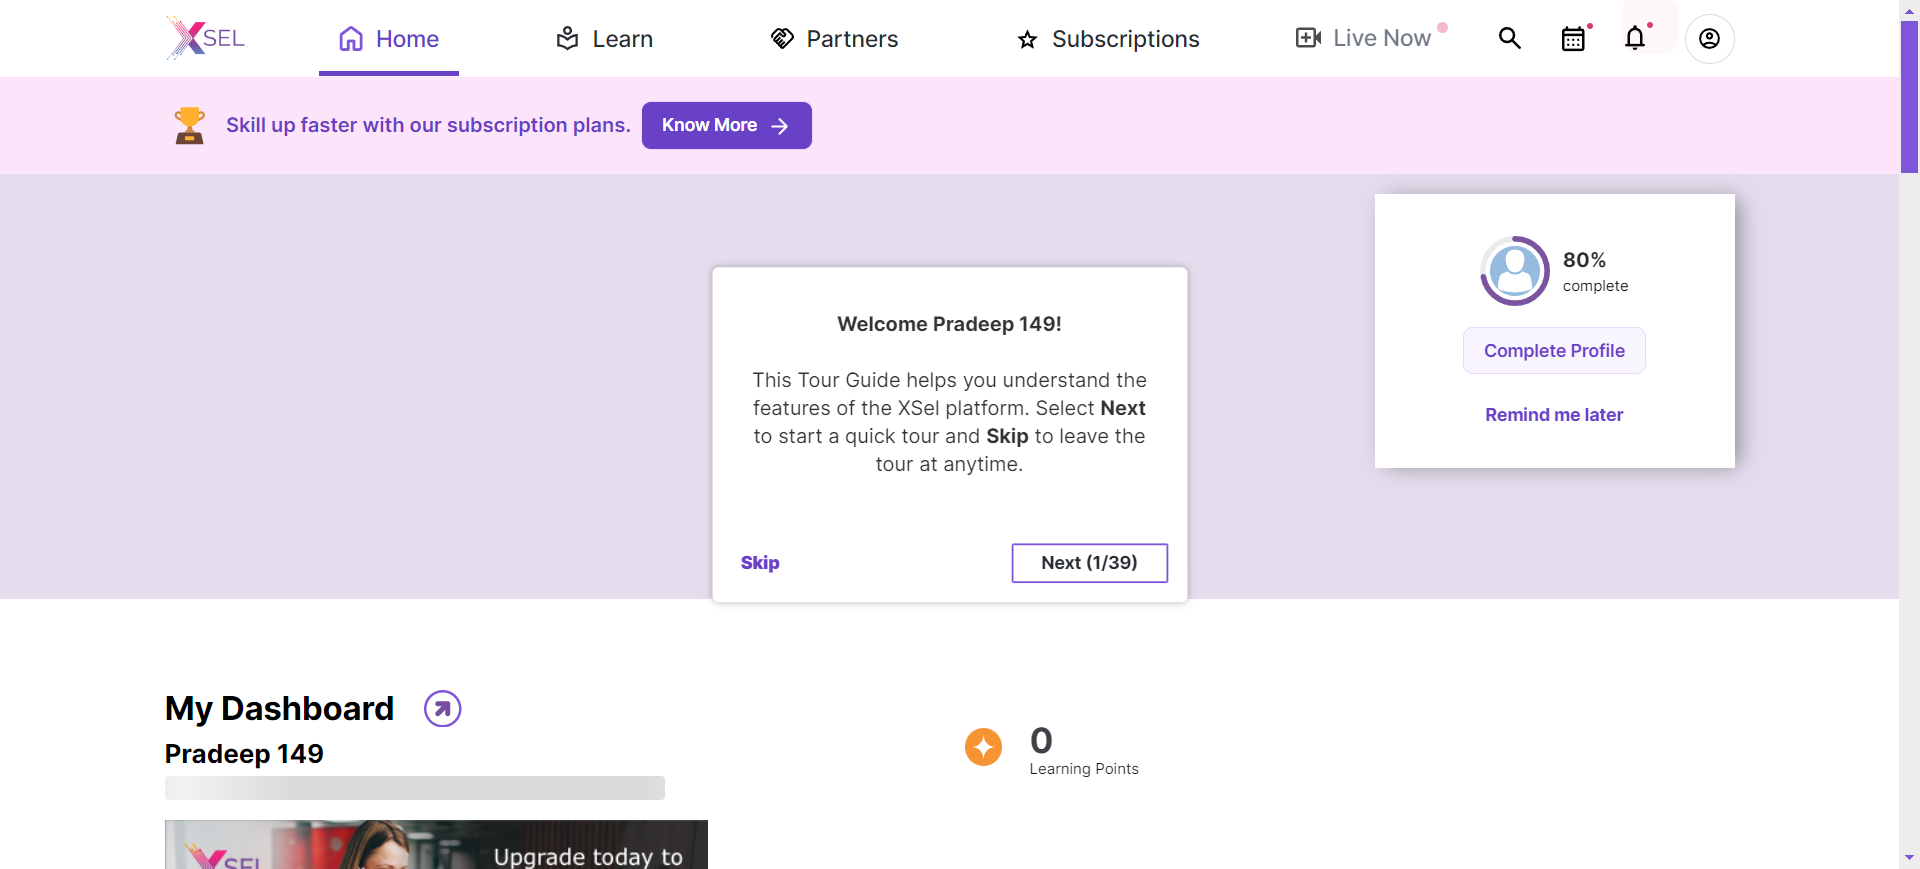 XSEL
Home
Learn
Partners
Subscriptions
Live Now
Skill up faster with our subscription plans.
Know More
80%
complete
Complete Profile
Remind me later
Welcome Pradeep 149!
This Tour Guide helps you understand the
features of the XSel platform. Select Next
to start a quick tour and Skip to leave the
tour at anytime.
Skip
Next (1/39)
My Dashboard
Pradeep 149
0
Learning Points
XSEL
Upgrade today to